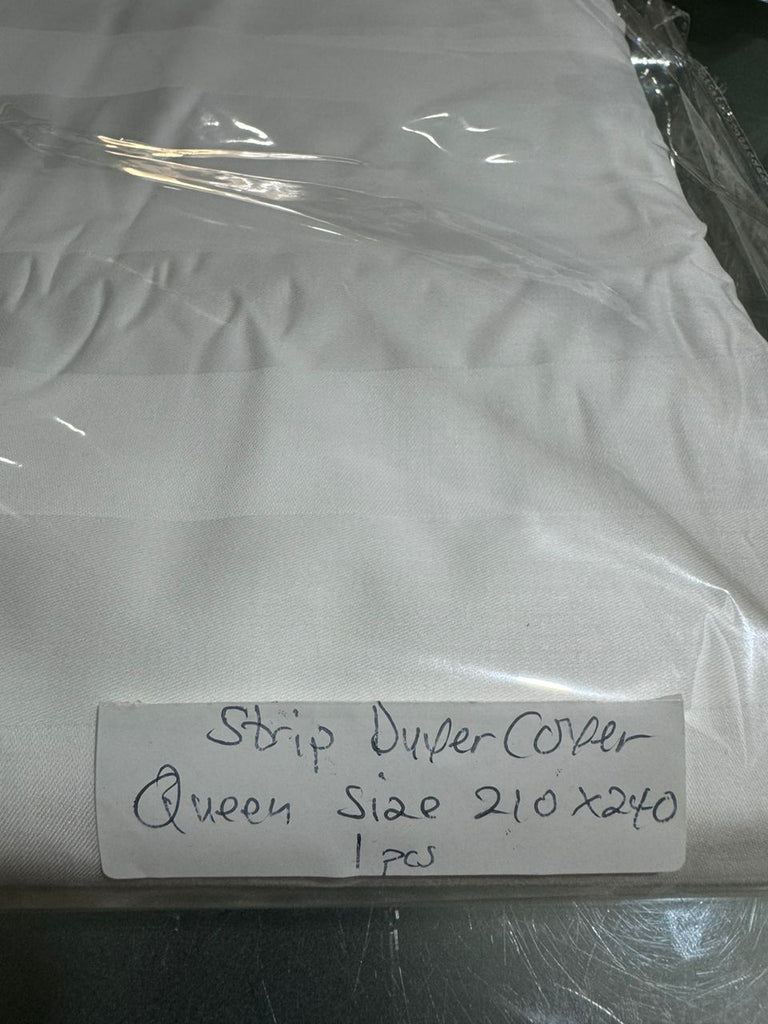 Strip Duver Cover
Queen Size 210x240
1 pcs